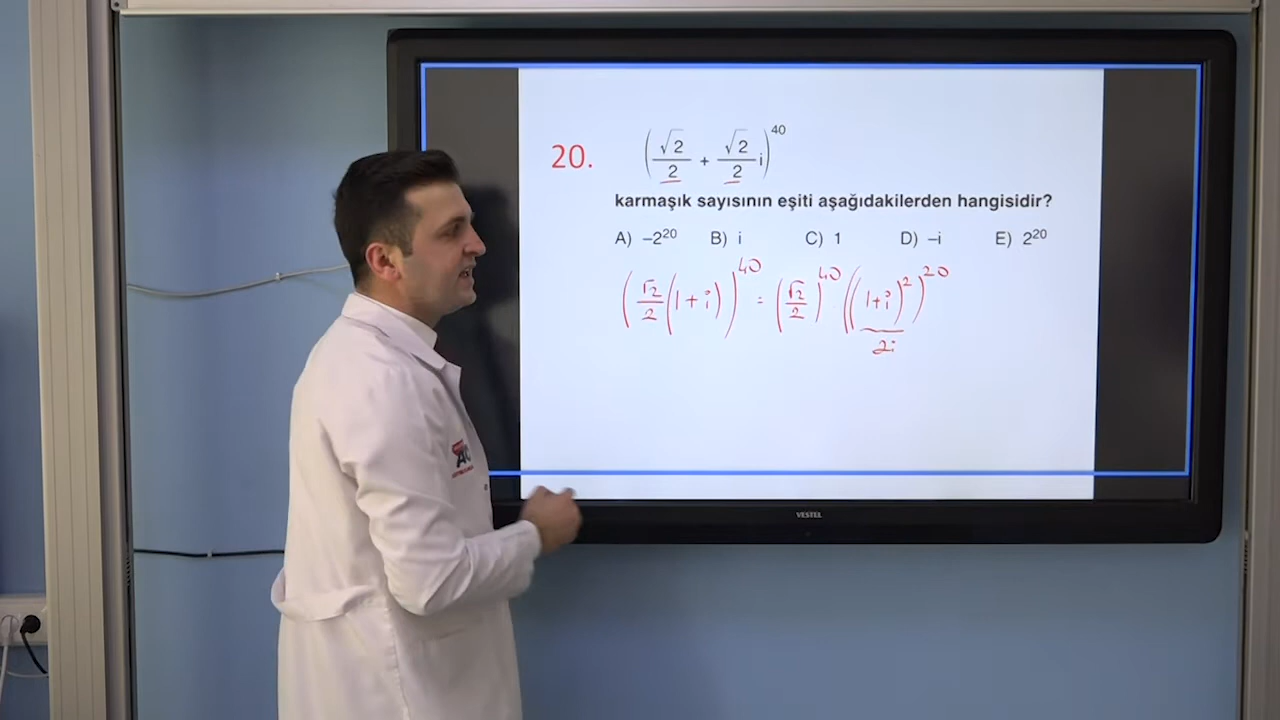 20. (√2/2 + √2/2 i)^40
karmaşık sayısının eşiti aşağıdakilerden hangisidir?
A) −2^20 B) i C) 1 D) −i E) 2^20
(√2/2 (1+i))^40 = (√2/2)^40 ((1+i)^2)^20
2i
VESTEL